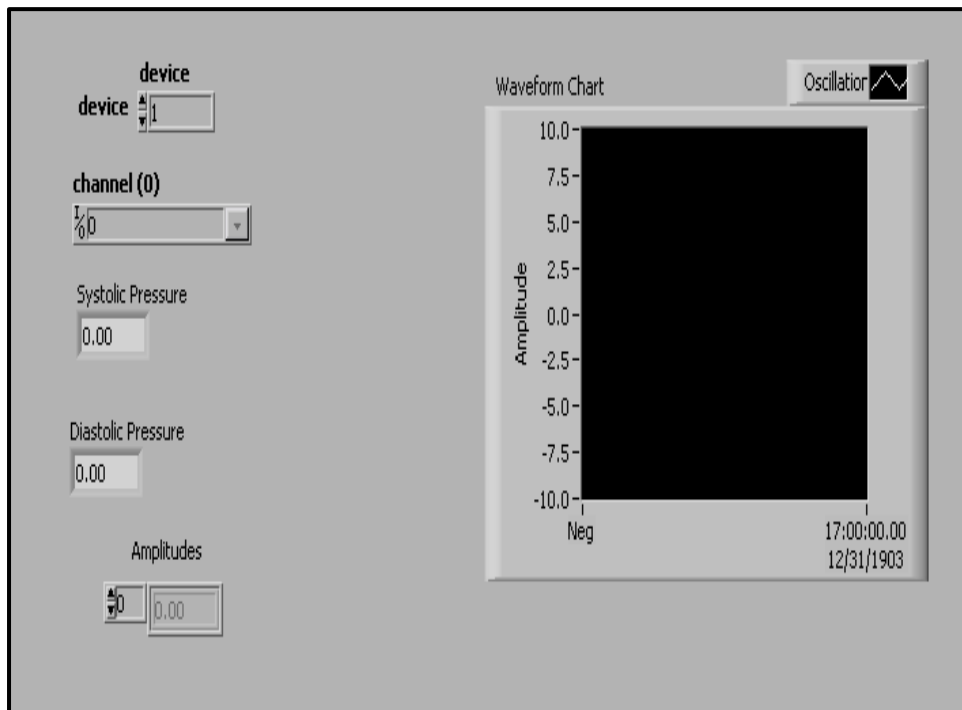 device
device 1
channel (0)
I/O 0
Systolic Pressure
0.00
Diastolic Pressure
0.00
Amplitudes
0 0.00
Waveform Chart
Oscillation
10.0
7.5
5.0
2.5
0.0
-2.5
-5.0
-7.5
-10.0
Amplitude
Neg
17:00:00.00
12/31/1903